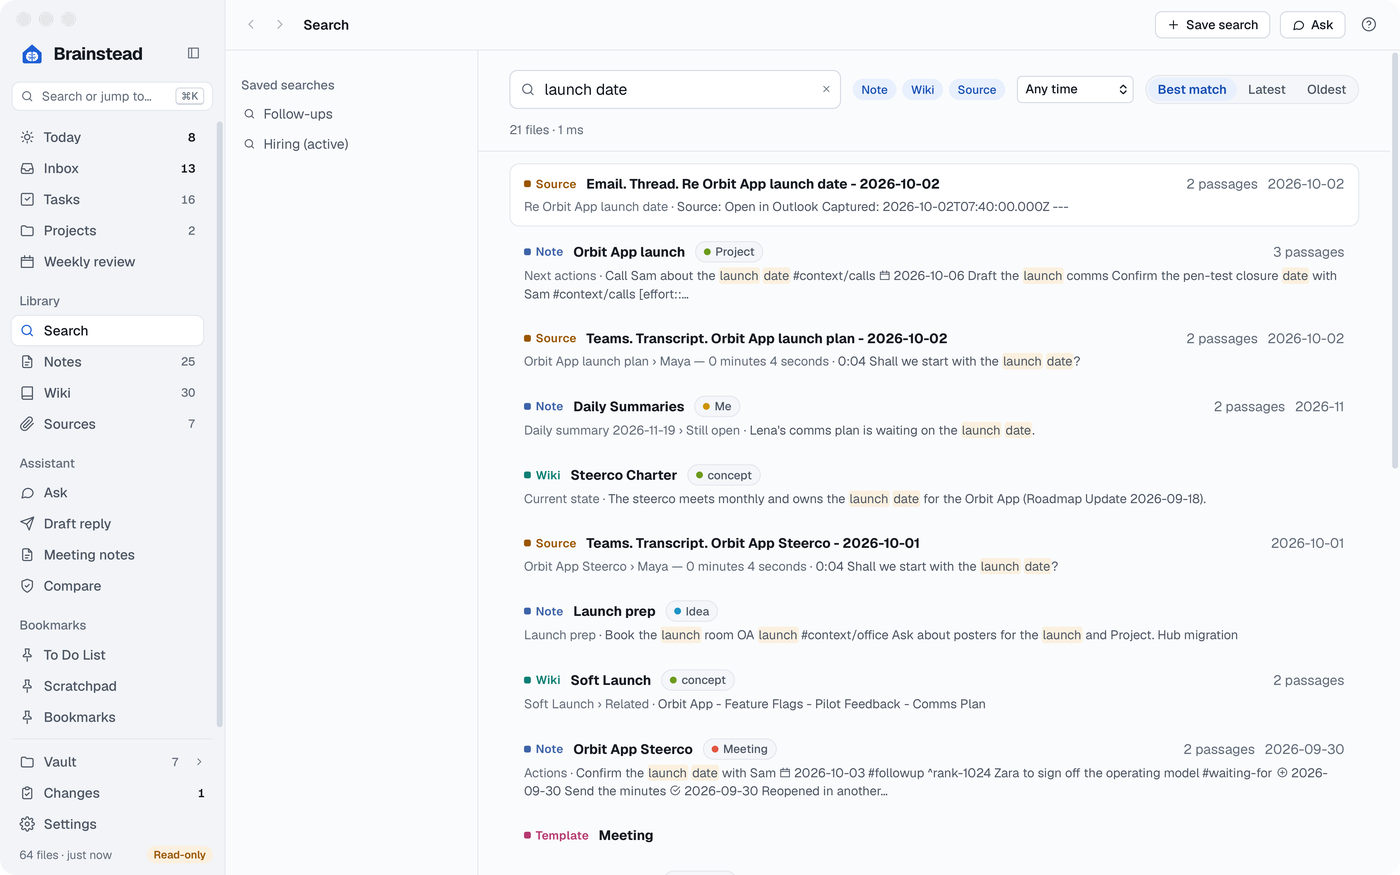 Brainstead
Search or jump to... ⌘K
Today 8
Inbox 13
Tasks 16
Projects 2
Weekly review
Library
Search
Notes 25
Wiki 30
Sources 7
Assistant
Ask
Draft reply
Meeting notes
Compare
Bookmarks
To Do List
Scratchpad
Bookmarks
Vault 7
Changes 1
Settings
64 files · just now Read-only
Search
Save search
Ask
Saved searches
Follow-ups
Hiring (active)
launch date
Note Wiki Source Any time Best match Latest Oldest
21 files · 1 ms
Source Email. Thread. Re Orbit App launch date - 2026-10-02 2 passages 2026-10-02
Re Orbit App launch date · Source: Open in Outlook Captured: 2026-10-02T07:40:00.000Z ---
Note Orbit App launch Project 3 passages
Next actions · Call Sam about the launch date #context/calls 2026-10-06 Draft the launch comms Confirm the pen-test closure date with
Sam #context/calls [effort::...
Source Teams. Transcript. Orbit App launch plan - 2026-10-02 2 passages 2026-10-02
Orbit App launch plan › Maya — 0 minutes 4 seconds · 0:04 Shall we start with the launch date?
Note Daily Summaries Me 2 passages 2026-11
Daily summary 2026-11-19 › Still open · Lena's comms plan is waiting on the launch date.
Wiki Steerco Charter concept
Current state · The steerco meets monthly and owns the launch date for the Orbit App (Roadmap Update 2026-09-18).
Source Teams. Transcript. Orbit App Steerco - 2026-10-01 2026-10-01
Orbit App Steerco › Maya — 0 minutes 4 seconds · 0:04 Shall we start with the launch date?
Note Launch prep Idea
Launch prep · Book the launch room OA launch #context/office Ask about posters for the launch and Project. Hub migration
Wiki Soft Launch concept 2 passages
Soft Launch › Related · Orbit App - Feature Flags - Pilot Feedback - Comms Plan
Note Orbit App Steerco Meeting 2 passages 2026-09-30
Actions · Confirm the launch date with Sam 2026-10-03 #followup ^rank-1024 Zara to sign off the operating model #waiting-for 2026-
09-30 Send the minutes 2026-09-30 Reopened in another...
Template Meeting